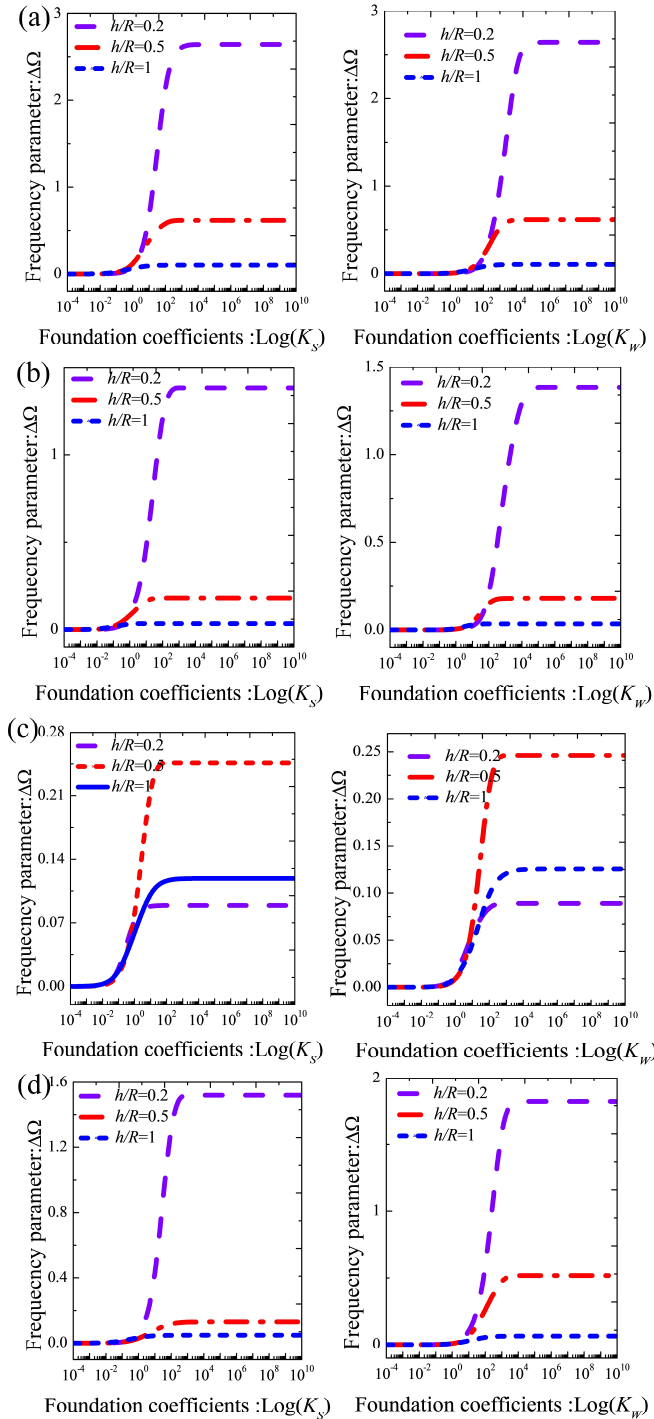 (a)
3
2
1
0
Frequecney parameter:ΔΩ
h/R=0.2
h/R=0.5
h/R=1
10-4 10-2 100 102 104 106 108 1010
Foundation coefficients :Log(KS)
3
2
1
0
Frequecney parameter:ΔΩ
h/R=0.2
h/R=0.5
h/R=1
10-4 10-2 100 102 104 106 108 1010
Foundation coefficients :Log(KW)
(b)
1
0
Frequecney parameter:ΔΩ
h/R=0.2
h/R=0.5
h/R=1
10-4 10-2 100 102 104 106 108 1010
Foundation coefficients :Log(KS)
1.5
1.0
0.5
0.0
Frequecney parameter:ΔΩ
h/R=0.2
h/R=0.5
h/R=1
10-4 10-2 100 102 104 106 108 1010
Foundation coefficients :Log(KW)
(c)
0.28
0.21
0.14
0.07
0.00
Frequecney parameter:ΔΩ
h/R=0.2
h/R=0.5
h/R=1
10-4 10-2 100 102 104 106 108 1010
Foundation coefficients :Log(KS)
0.25
0.20
0.15
0.10
0.05
0.00
Frequecney parameter:ΔΩ
h/R=0.2
h/R=0.5
h/R=1
10-4 10-2 100 102 104 106 108 1010
Foundation coefficients :Log(KW)
(d)
1.6
1.2
0.8
0.4
0.0
Frequecney parameter:ΔΩ
h/R=0.2
h/R=0.5
h/R=1
10-4 10-2 100 102 104 106 108 1010
Foundation coefficients :Log(KS)
2
1
0
Frequecney parameter:ΔΩ
h/R=0.2
h/R=0.5
h/R=1
10-4 10-2 100 102 104 106 108 1010
Foundation coefficients :Log(KW)